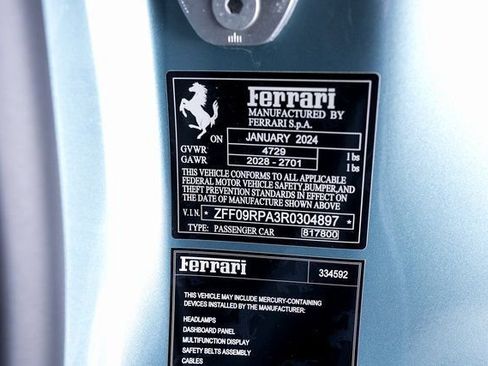 Ferrari
MANUFACTURED BY
FERRARI S.p.A.
ON JANUARY 2024
GVWR 4729 lbs
GAWR 2028 - 2701 lbs
THIS VEHICLE CONFORMS TO ALL APPLICABLE
FEDERAL MOTOR VEHICLE SAFETY, BUMPER, AND
THEFT PREVENTION STANDARDS IN EFFECT ON
THE DATE OF MANUFACTURE SHOWN ABOVE
V.I.N. * ZFF09RPA3R0304897 *
TYPE: PASSENGER CAR 817800
Ferrari 334592
THIS VEHICLE MAY INCLUDE MERCURY-CONTAINING
DEVICES INSTALLED BY THE MANUFACTURER:
HEADLAMPS
DASHBOARD PANEL
MULTIFUNCTION DISPLAY
SAFETY BELTS ASSEMBLY
CABLES